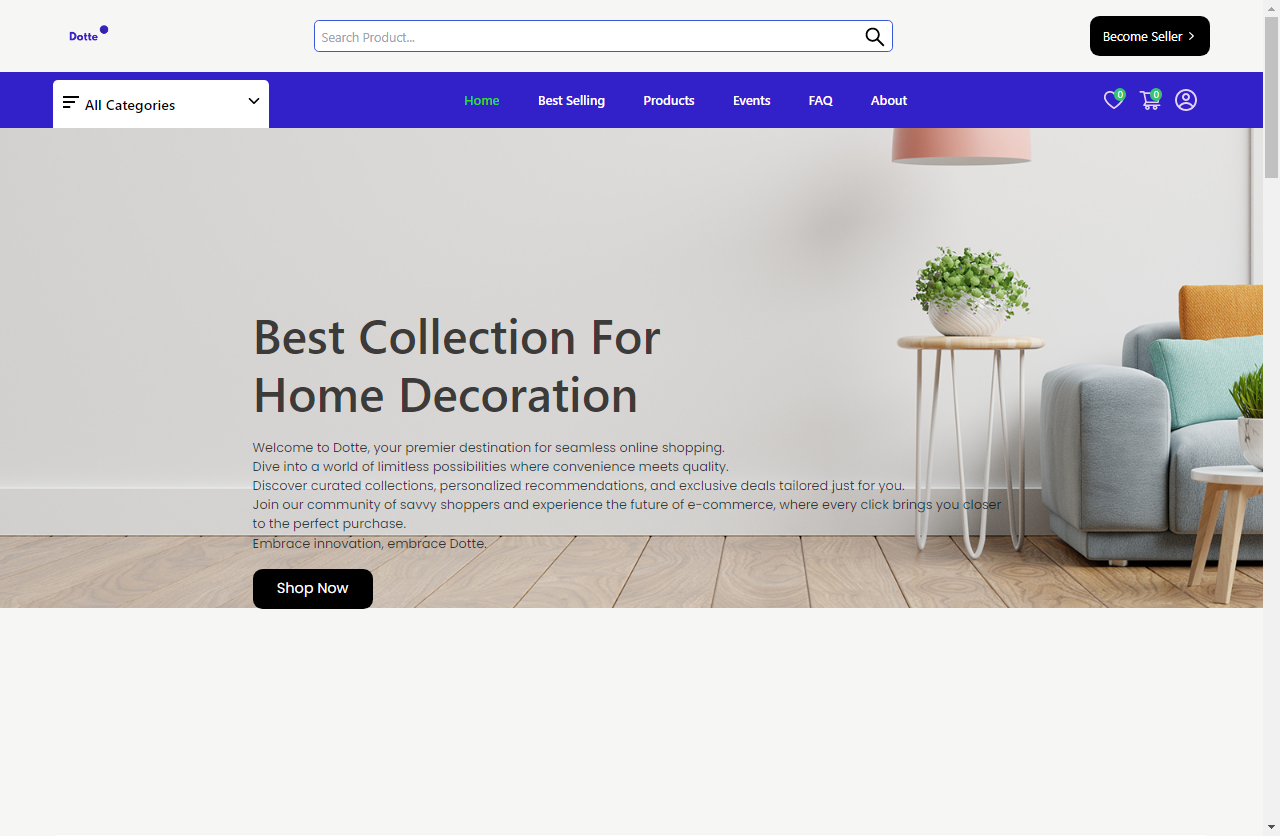 Dotte
Search Product...
Become Seller
All Categories
Home
Best Selling
Products
Events
FAQ
About
0
0
Best Collection For
Home Decoration
Welcome to Dotte, your premier destination for seamless online shopping.
Dive into a world of limitless possibilities where convenience meets quality.
Discover curated collections, personalized recommendations, and exclusive deals tailored just for you.
Join our community of savvy shoppers and experience the future of e-commerce, where every click brings you closer
to the perfect purchase.
Embrace innovation, embrace Dotte.
Shop Now